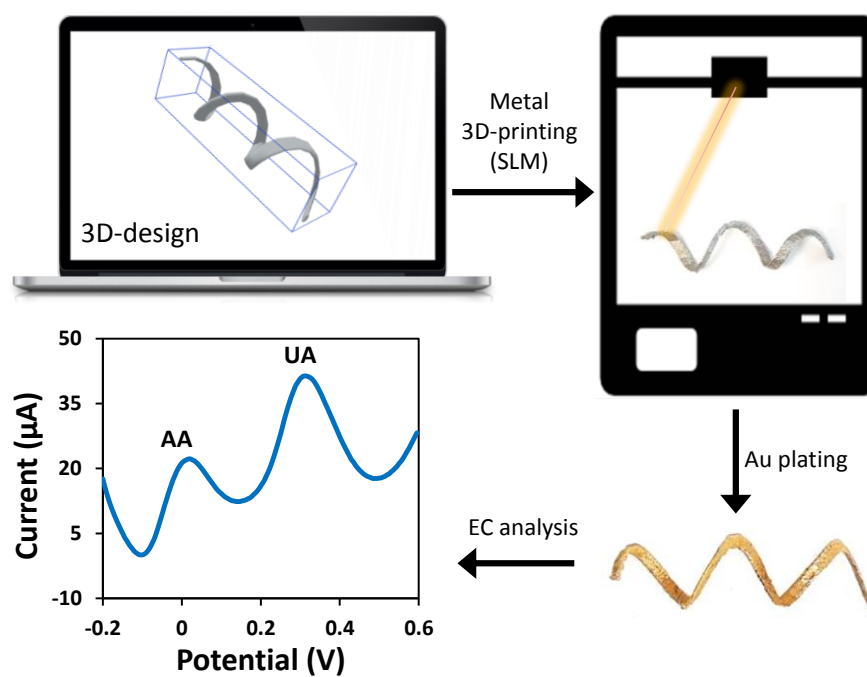 3D-design
Metal
3D-printing
(SLM)
Au plating
EC analysis
50
35
20
5
-10
Current (µA)
AA
UA
-0.2
0
0.2
0.4
0.6
Potential (V)